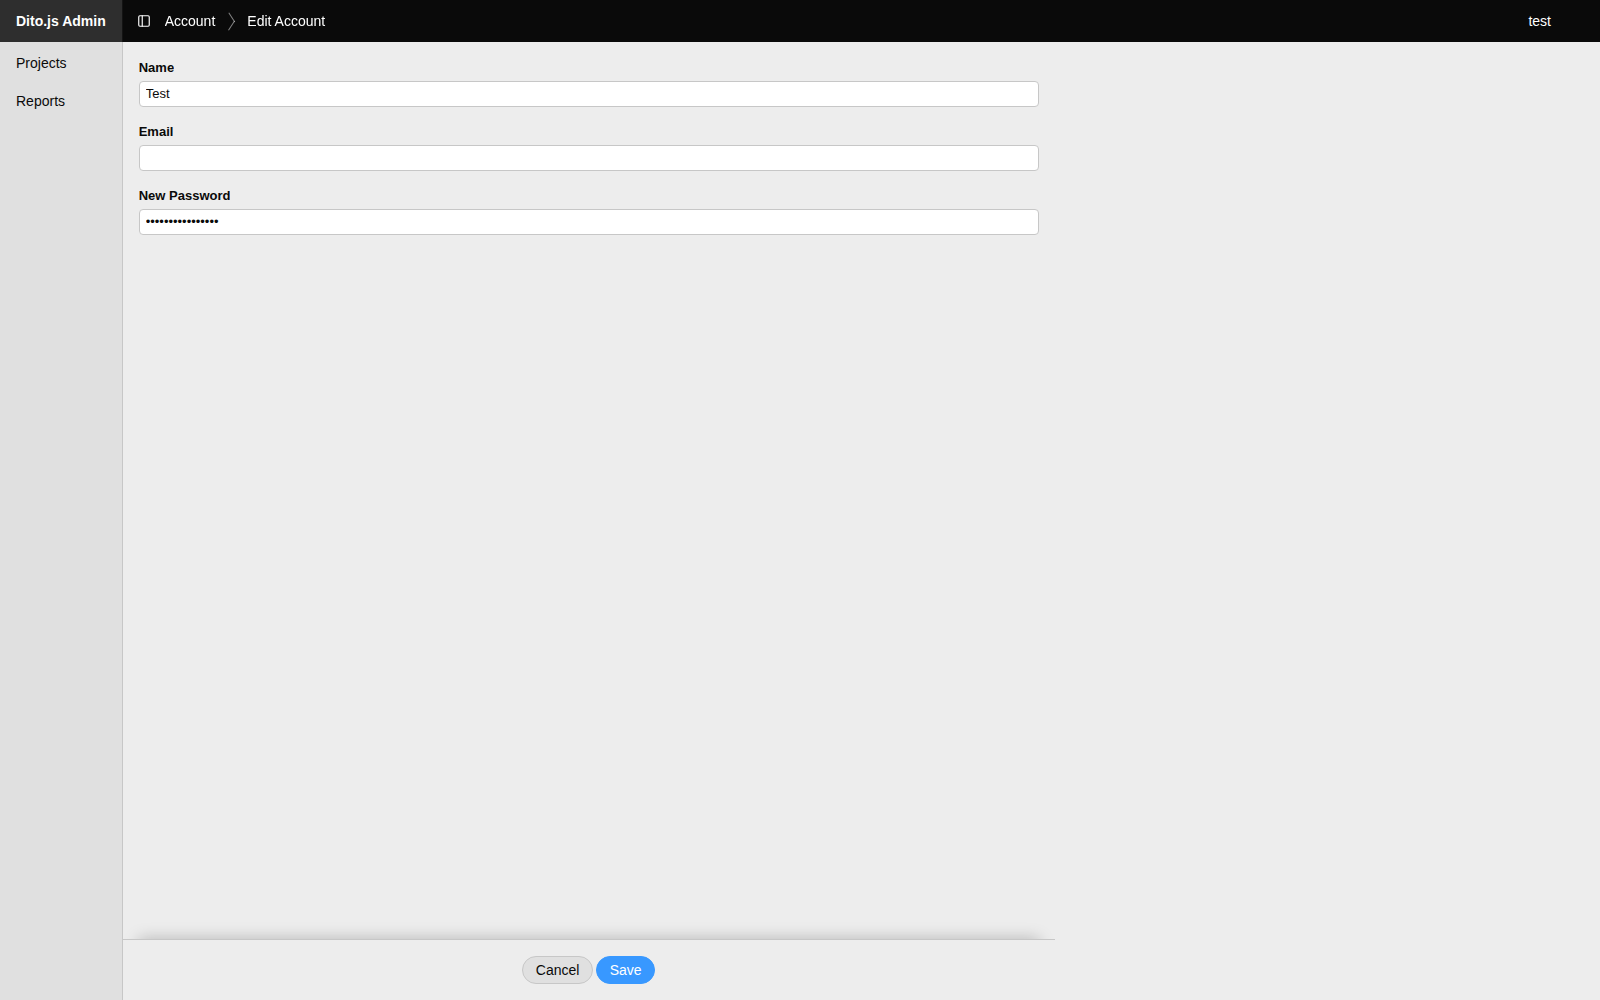 Dito.js Admin
Account
Edit Account
test
Projects
Reports
Name
Test
Email
New Password
••••••••••••••••
Cancel
Save